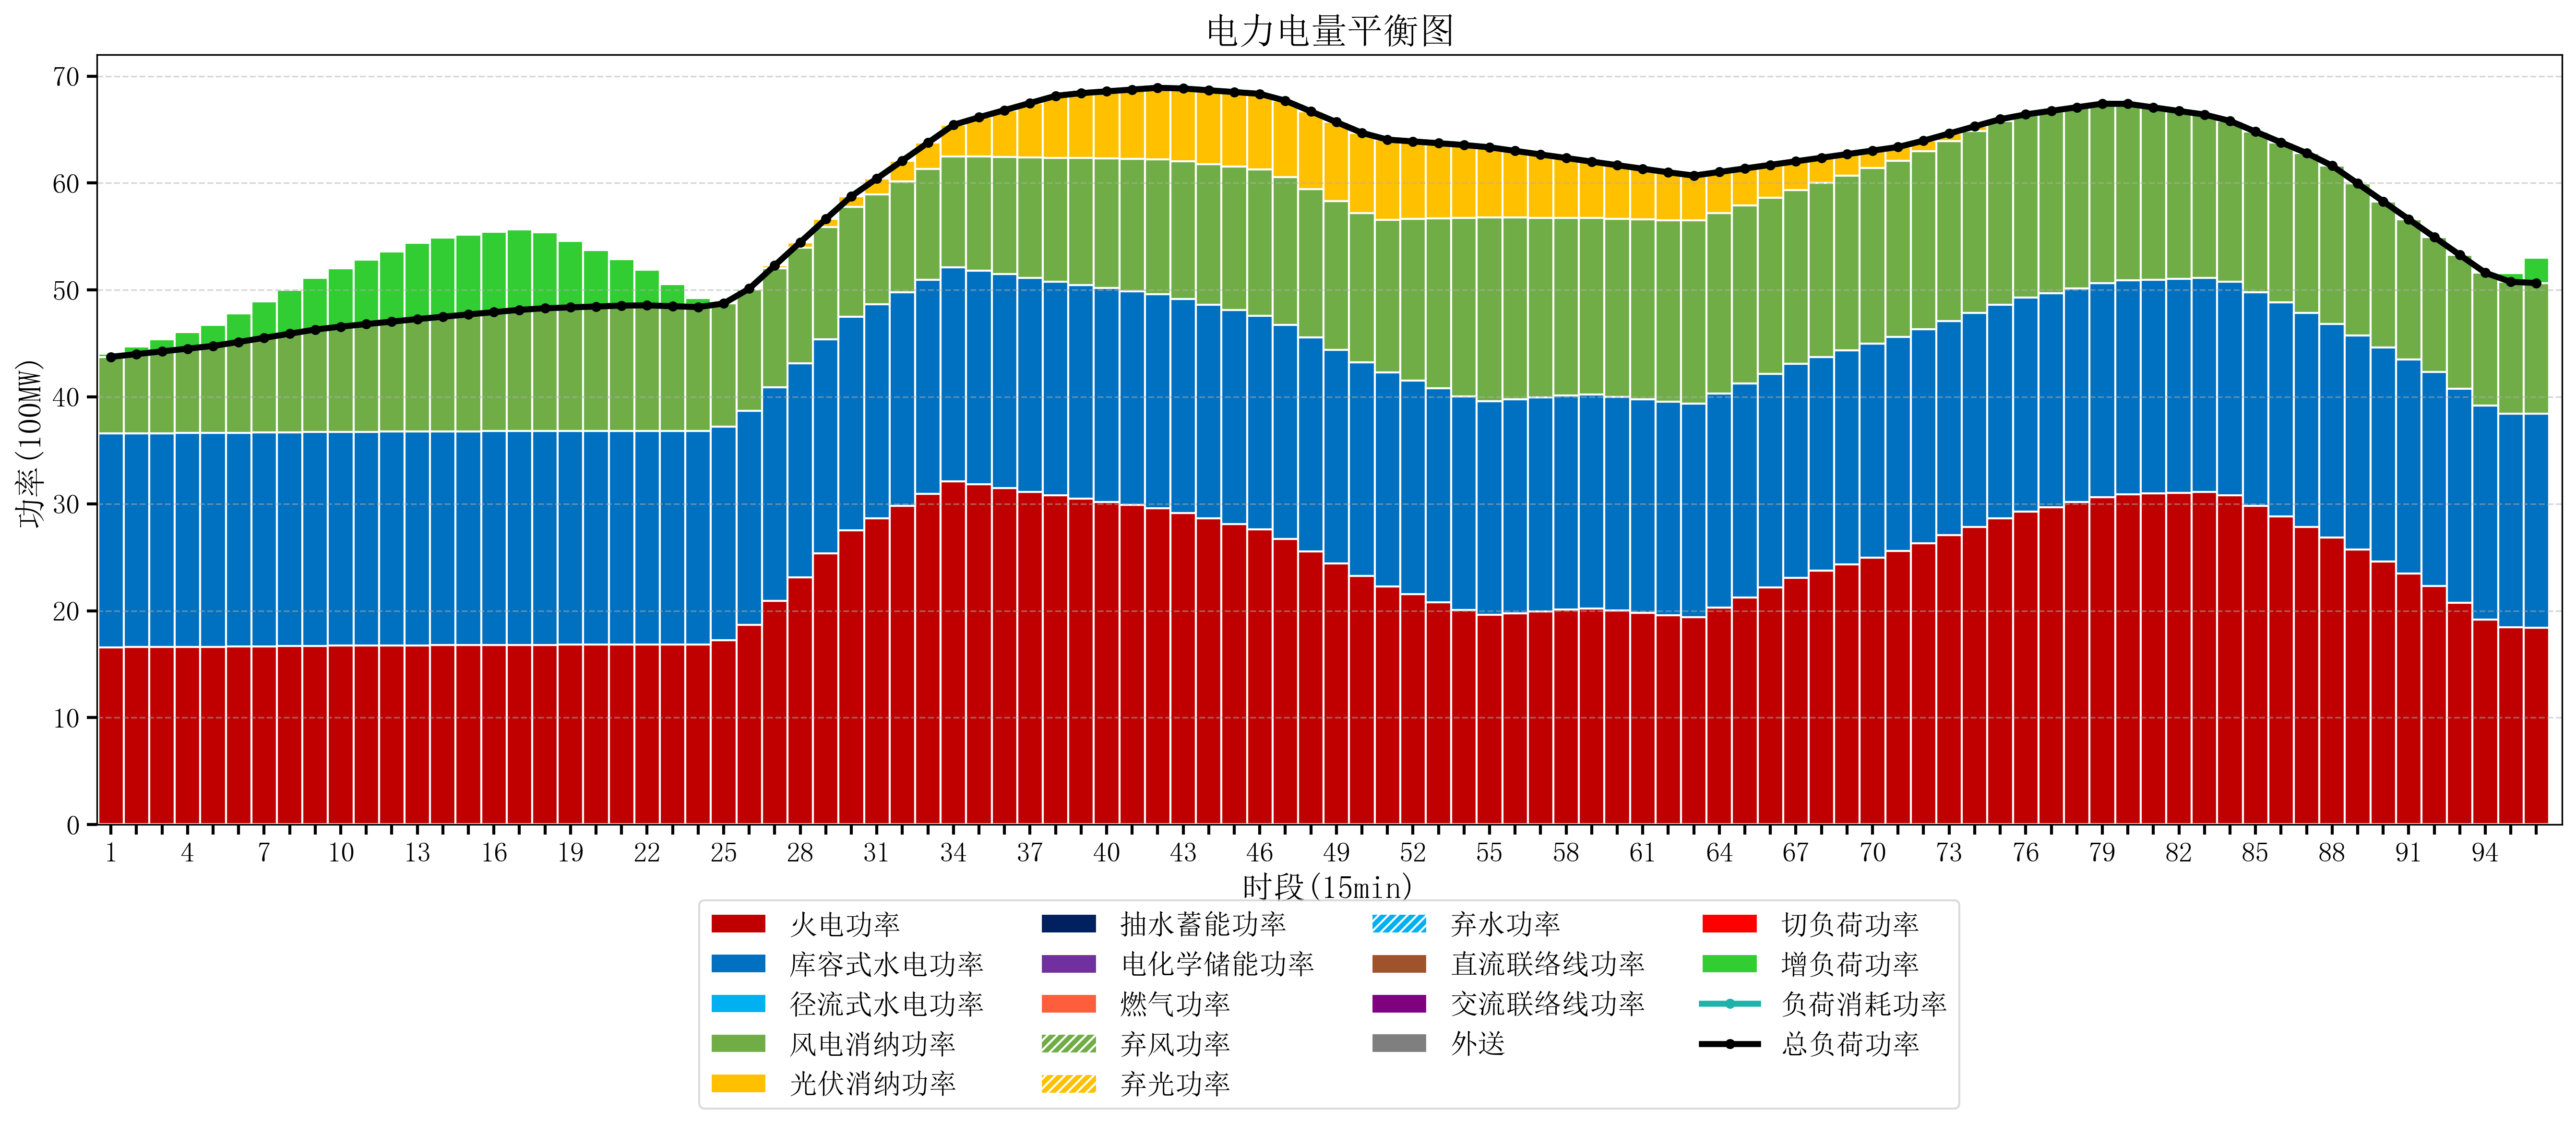 电力电量平衡图
功率(100MW)
70
60
50
40
30
20
10
0
1 4 7 10 13 16 19 22 25 28 31 34 37 40 43 46 49 52 55 58 61 64 67 70 73 76 79 82 85 88 91 94
时段(15min)
火电功率 抽水蓄能功率 弃水功率 切负荷功率
库容式水电功率 电化学储能功率 直流联络线功率 增负荷功率
径流式水电功率 燃气功率 交流联络线功率 负荷消耗功率
风电消纳功率 弃风功率 外送 总负荷功率
光伏消纳功率 弃光功率